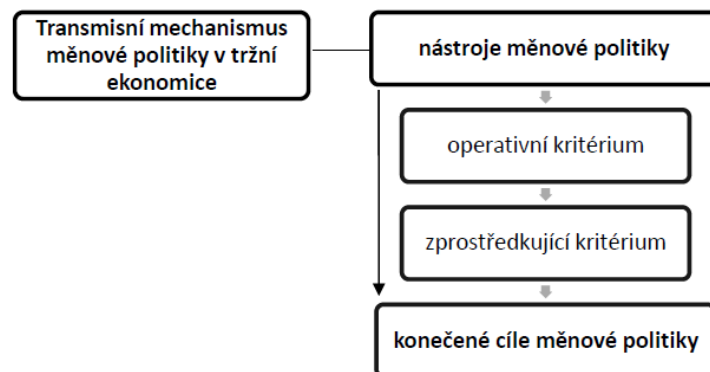 Transmisní mechanismus
měnové politiky v tržní
ekonomice
nástroje měnové politiky
operativní kritérium
zprostředkující kritérium
konečené cíle měnové politiky